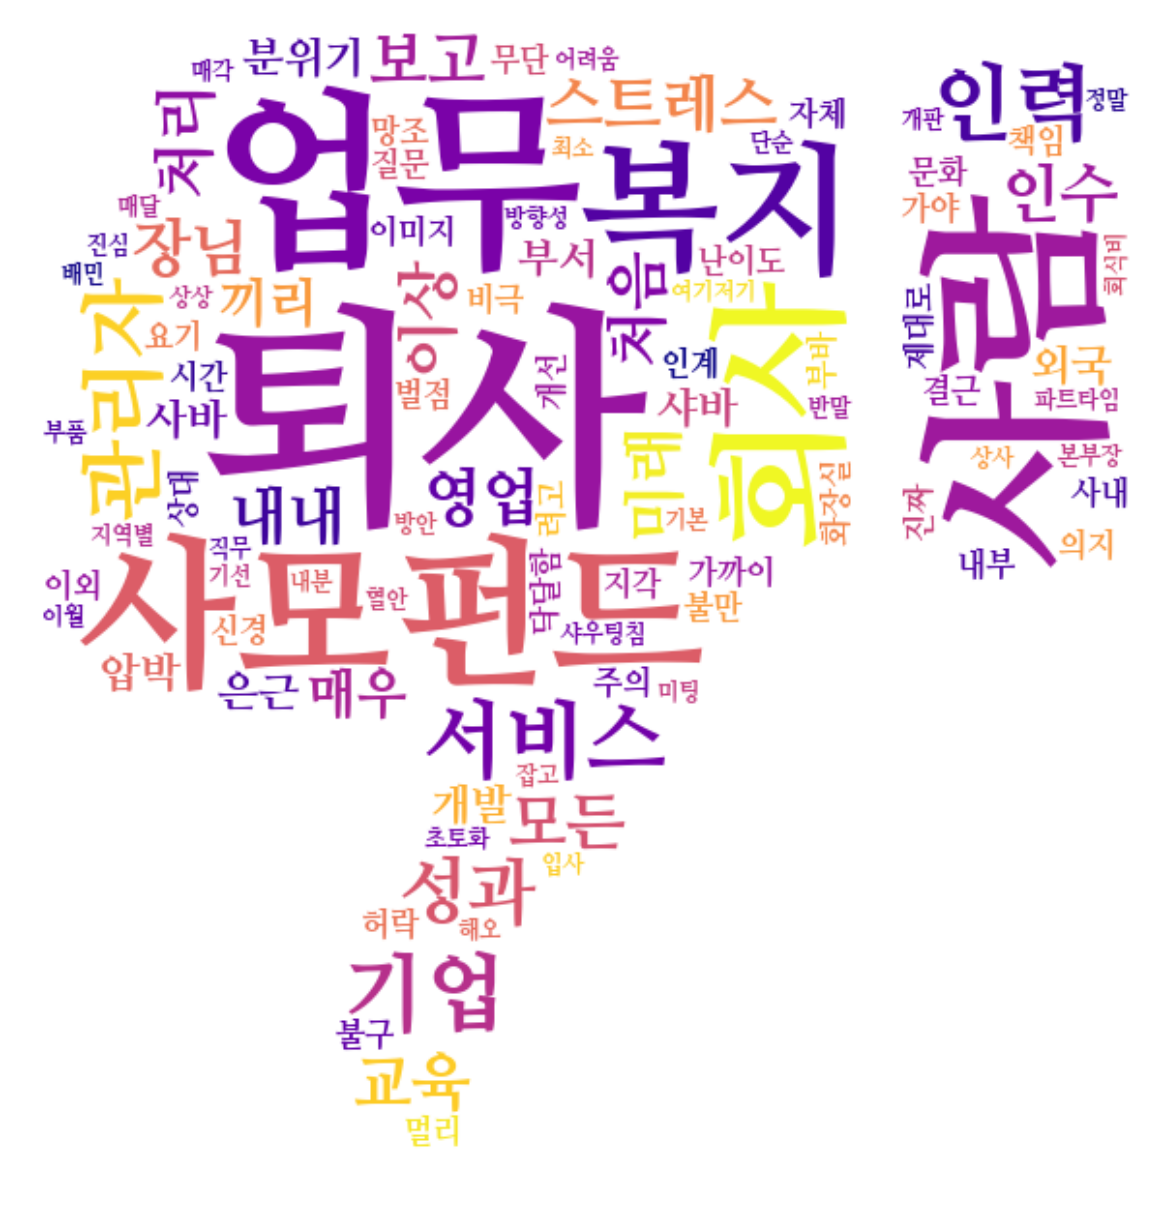 보고
분위기
매각
무단
어려움
처리
업무
망조
질문
스트레스
최소
자체
단순
복지
매달
장님
진심
배민
이미지
방향성
부서
처음
난이도
여기저기
상상
끼리
이상
비극
관리자
요기
시간
사바
부품
퇴사
벌점
개선
인계
샤바
회사
부바
반말
상대
내내
영업
러고
미래
기본
화장실
방안
지역별
직무
기선
이외
이월
사모펀드
내분
혈안
닥달함
지각
가까이
불만
신경
샤우팅침
압박
은근
매우
주의
미팅
서비스
잡고
개발
모든
초토화
입사
성과
허락
해오
기업
불구
교육
멀리
인력
정말
개판
책임
문화
인수
가야
사람
회식비
제대로
외국
결근
파트타임
상사
본부장
사내
진짜
내부
의지